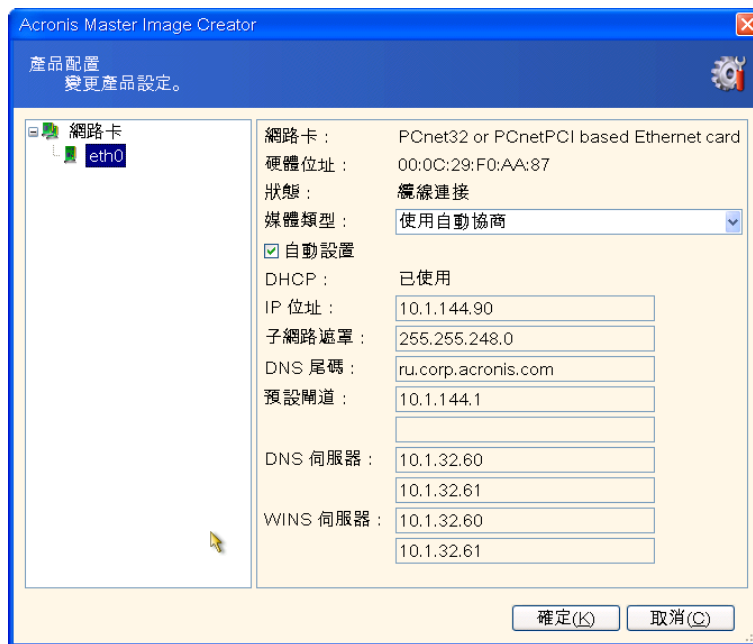 Acronis Master Image Creator
產品配置
變更產品設定。
網路卡
eth0
網路卡： PCnet32 or PCnetPCI based Ethernet card
硬體位址： 00:0C:29:F0:AA:87
狀態： 纜線連接
媒體類型： 使用自動協商
自動設置
DHCP： 已使用
IP 位址： 10.1.144.90
子網路遮罩： 255.255.248.0
DNS 尾碼： ru.corp.acronis.com
預設閘道： 10.1.144.1
DNS 伺服器： 10.1.32.60
10.1.32.61
WINS 伺服器： 10.1.32.60
10.1.32.61
確定(K) 取消(C)